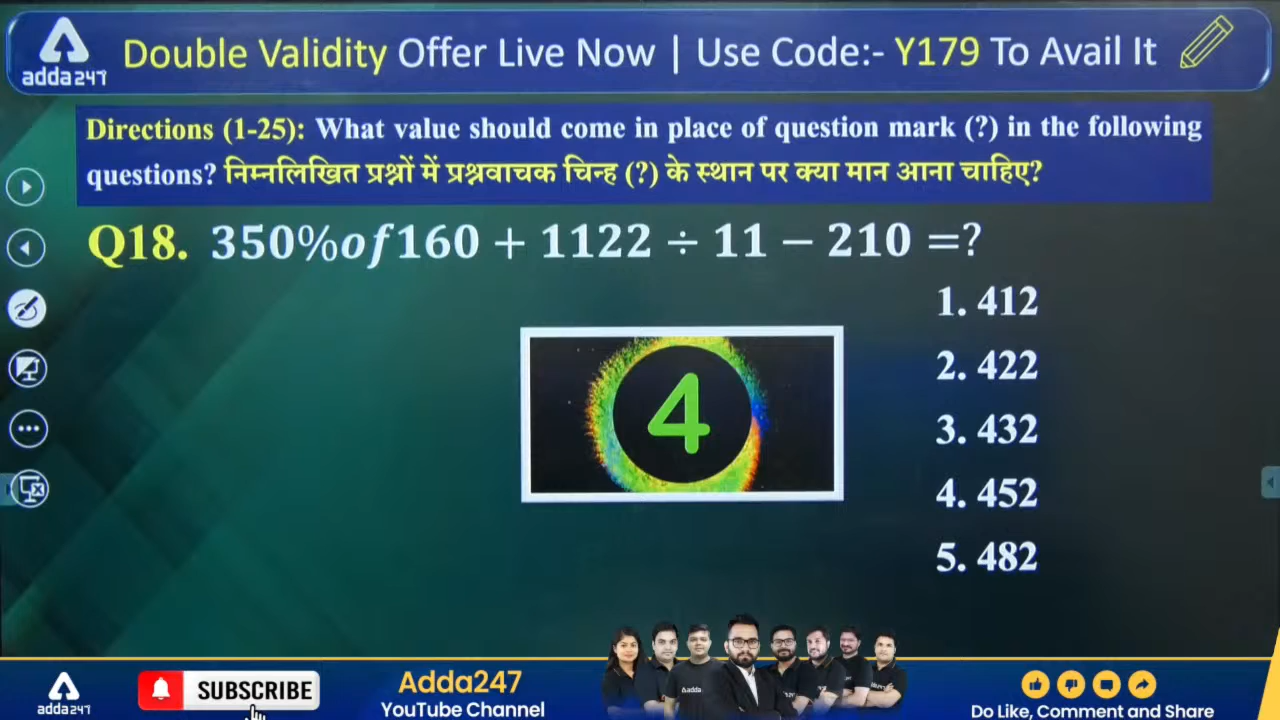 Double Validity Offer Live Now | Use Code:- Y179 To Avail It
adda247
Directions (1-25): What value should come in place of question mark (?) in the following
questions? निम्नलिखित प्रश्नों में प्रश्नवाचक चिन्ह (?) के स्थान पर क्या मान आना चाहिए?
Q18. 350%of160 + 1122 ÷ 11 − 210 =?
1. 412
2. 422
3. 432
4. 452
5. 482
4
adda247
SUBSCRIBE
Adda247
YouTube Channel
Do Like, Comment and Share